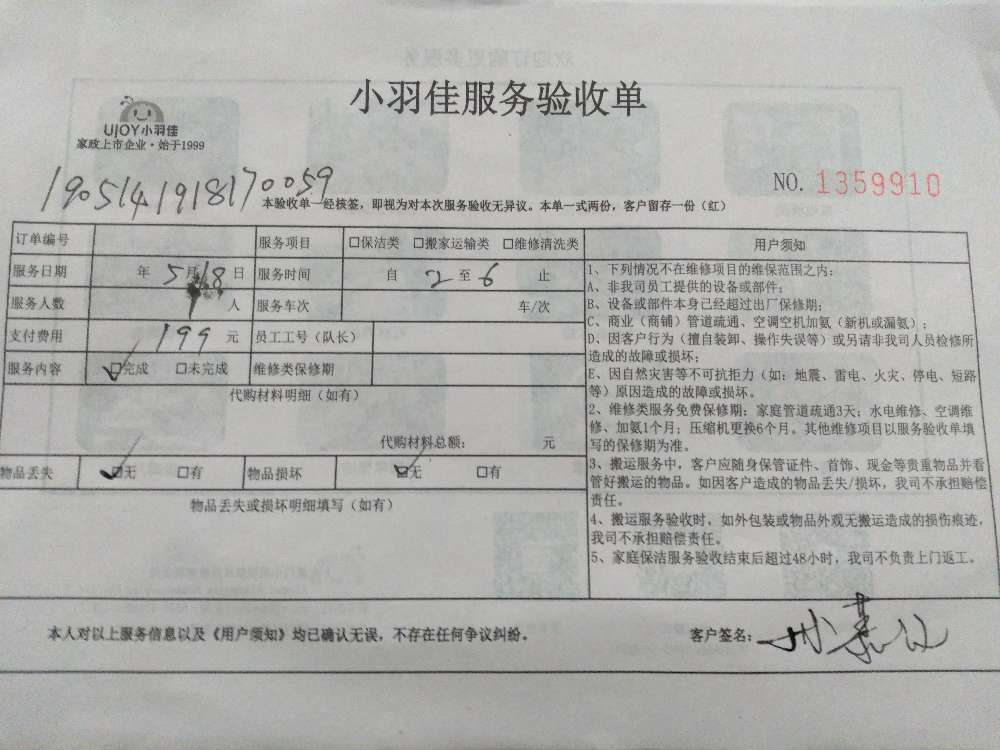 小羽佳服务验收单
UJOY小羽佳
家政上市企业·始于1999
190514191817 0059
NO. 1359910
本验收单一经核签，即视为对本次服务验收无异议。本单一式两份，客户留存一份（红）
订单编号 服务项目 □保洁类 □搬家运输类 □维修清洗类
服务日期 年 5 月 18 日 服务时间 自 2 至 6 止
服务人数 人 服务车次 车/次
支付费用 199 元 员工工号（队长）
服务内容 ☑完成 □未完成 维修类保修期
代购材料明细（如有）
代购材料总额： 元
物品丢失 ☑无 □有 物品损坏 ☑无 □有
物品丢失或损坏明细填写（如有）
用户须知
1、下列情况不在维修项目的维保范围之内：
A、非我司员工提供的设备或部件；
B、设备或部件本身已经超过出厂保修期；
C、商业（商铺）管道疏通、空调空机加氨（新机或漏氨）；
D、因客户行为（擅自装卸、操作失误等）或另请非我司人员检修所
造成的故障或损坏；
E、因自然灾害等不可抗拒力（如：地震、雷电、火灾、停电、短路
等）原因造成的故障或损坏。
2、维修类服务免费保修期：家庭管道疏通3天；水电维修、空调维
修、加氨1个月；压缩机更换6个月。其他维修项目以服务验收单填
写的保修期为准。
3、搬运服务中，客户应随身保管证件、首饰、现金等贵重物品并看
管好搬运的物品。如因客户造成的物品丢失/损坏，我司不承担赔偿
责任。
4、搬运服务验收时，如外包装或物品外观无搬运造成的损伤痕迹，
我司不承担赔偿责任。
5、家庭保洁服务验收结束后超过48小时，我司不负责上门返工。
本人对以上服务信息以及《用户须知》均已确认无误，不存在任何争议纠纷。
客户签名：